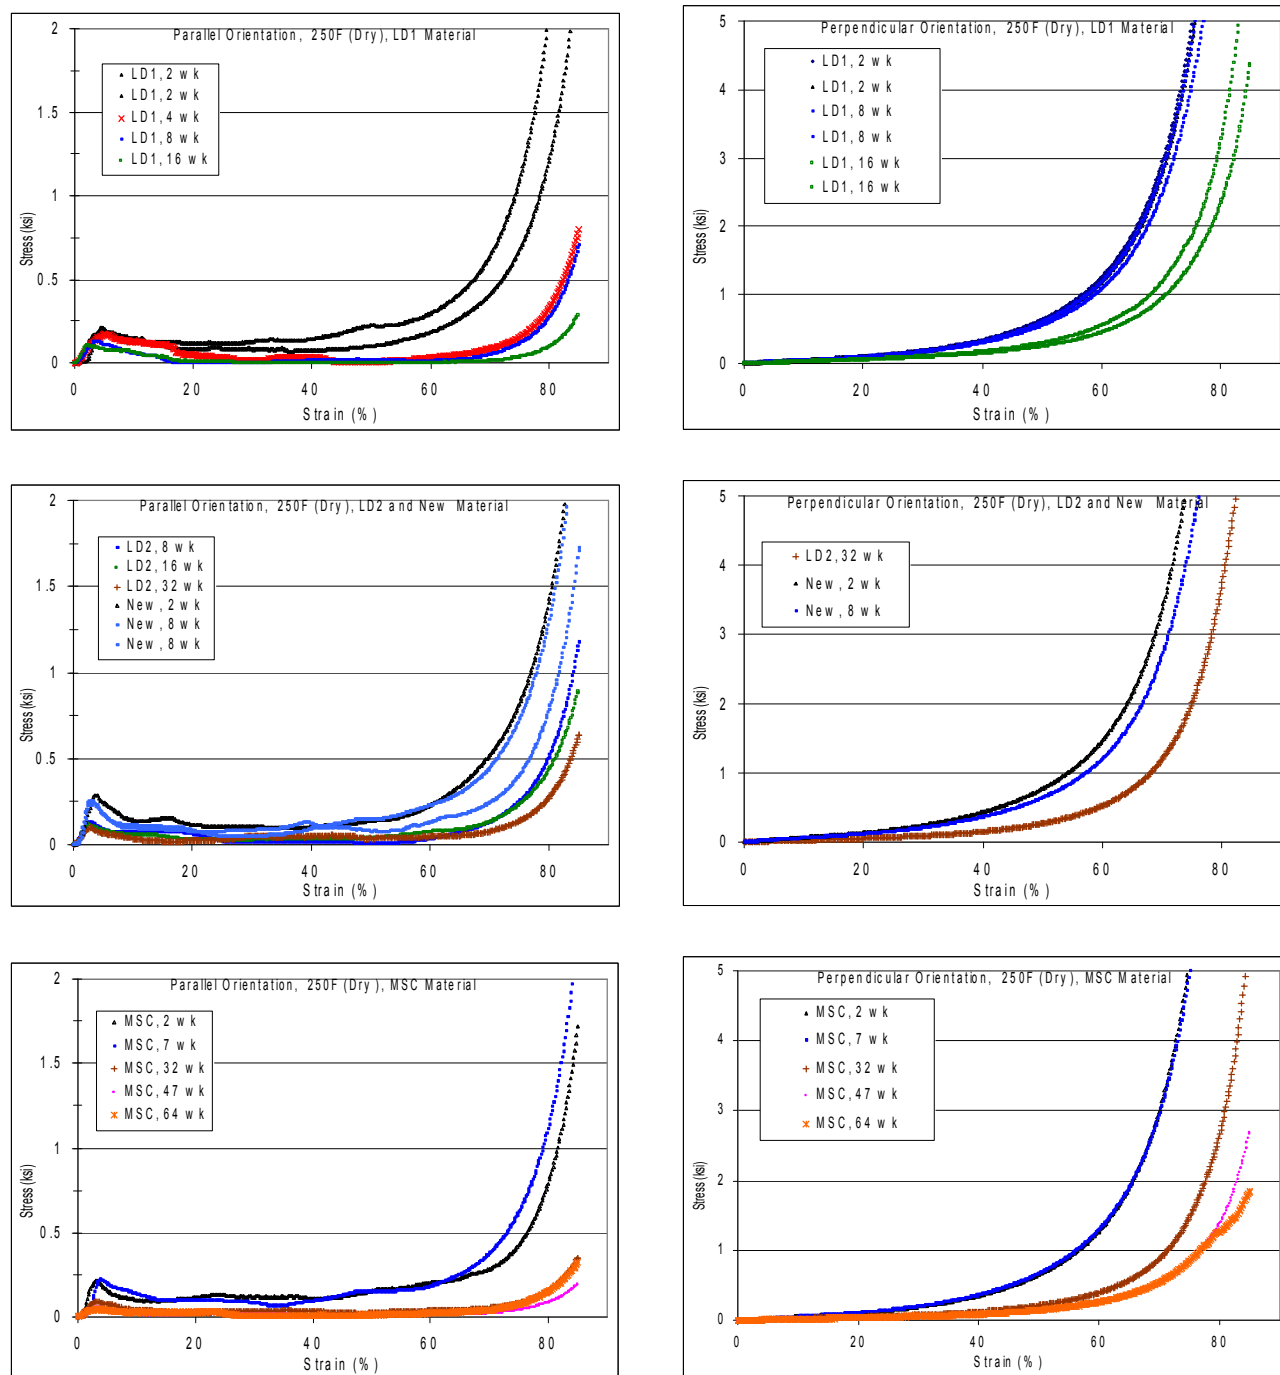 Parallel Orientation, 250F (Dry), LD1 Material
LD1, 2 wk
LD1, 2 wk
LD1, 4 wk
LD1, 8 wk
LD1, 16 wk
2
1.5
1
0.5
0
Stress (ksi)
0 20 40 60 80
Strain (%)
Perpendicular Orientation, 250F (Dry), LD1 Material
LD1, 2 wk
LD1, 2 wk
LD1, 8 wk
LD1, 8 wk
LD1, 16 wk
LD1, 16 wk
5
4
3
2
1
0
Stress (ksi)
0 20 40 60 80
Strain (%)
Parallel Orientation, 250F (Dry), LD2 and New Material
LD2, 8 wk
LD2, 16 wk
LD2, 32 wk
New, 2 wk
New, 8 wk
New, 8 wk
2
1.5
1
0.5
0
Stress (ksi)
0 20 40 60 80
Strain (%)
Perpendicular Orientation, 250F (Dry), LD2 and New Material
LD2, 32 wk
New, 2 wk
New, 8 wk
5
4
3
2
1
0
Stress (ksi)
0 20 40 60 80
Strain (%)
Parallel Orientation, 250F (Dry), MSC Material
MSC, 2 wk
MSC, 7 wk
MSC, 32 wk
MSC, 47 wk
MSC, 64 wk
2
1.5
1
0.5
0
Stress (ksi)
0 20 40 60 80
Strain (%)
Perpendicular Orientation, 250F (Dry), MSC Material
MSC, 2 wk
MSC, 7 wk
MSC, 32 wk
MSC, 47 wk
MSC, 64 wk
5
4
3
2
1
0
Stress (ksi)
0 20 40 60 80
Strain (%)